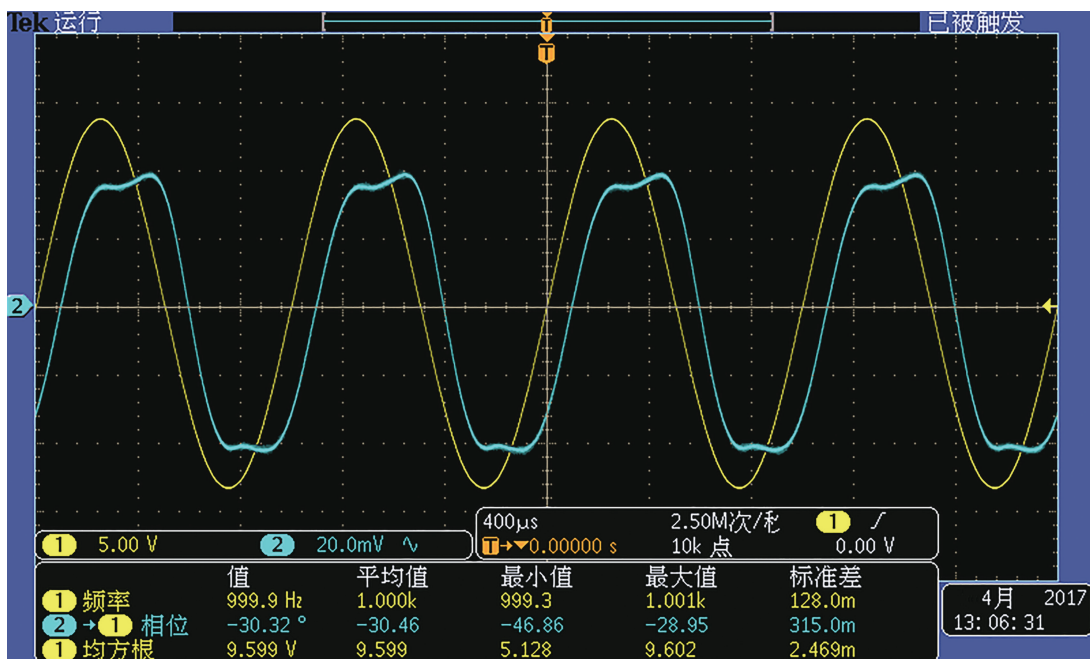 Tek 运行 已被触发
T
T
2
1 5.00 V 2 20.0mV ∿
400μs 2.50M次/秒 1 ∫
T→▼0.00000 s 10k 点 0.00 V
值 平均值 最小值 最大值 标准差
1 频率 999.9 Hz 1.000k 999.3 1.001k 128.0m
2 →1 相位 -30.32 ° -30.46 -46.86 -28.95 315.0m
1 均方根 9.599 V 9.599 5.128 9.602 2.469m
4月 2017
13:06:31